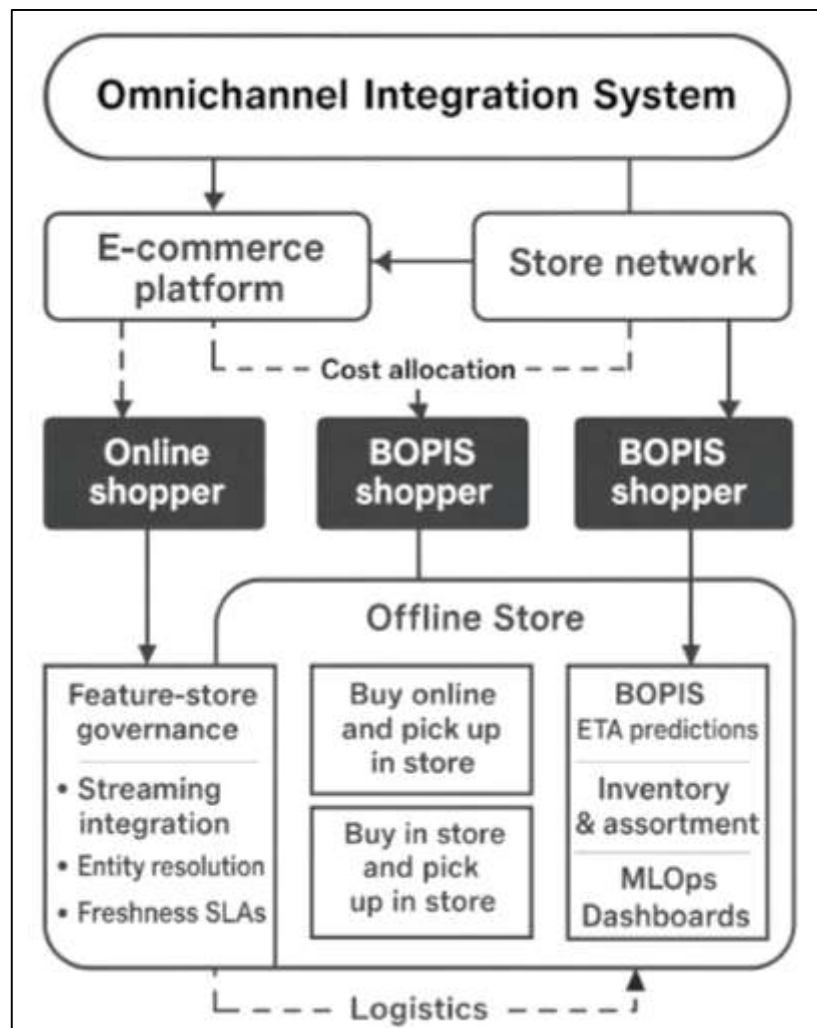 Omnichannel Integration System
E-commerce
platform
Store network
Cost allocation
Online
shopper
BOPIS
shopper
BOPIS
shopper
Offline Store
Feature-store
governance
• Streaming
integration
• Entity resolution
• Freshness SLAs
Buy online
and pick up
in store
Buy in store
and pick
up in store
BOPIS
ETA predictions
Inventory
& assortment
MLOps
Dashboards
Logistics